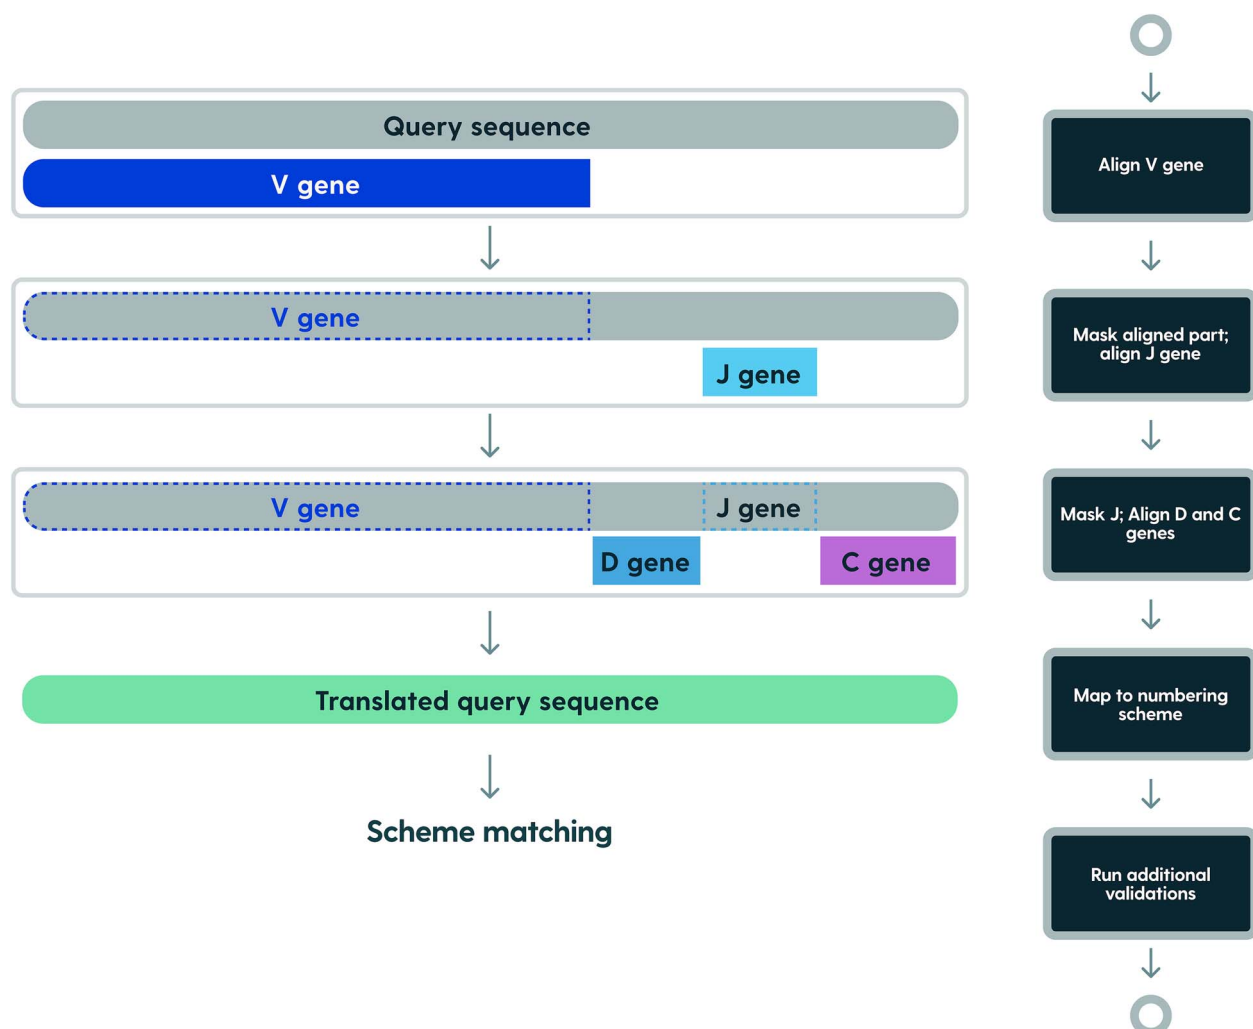 Query sequence
V gene
V gene
J gene
V gene
J gene
D gene
C gene
Translated query sequence
Scheme matching
Align V gene
Mask aligned part;
align J gene
Mask J; Align D and C
genes
Map to numbering
scheme
Run additional
validations